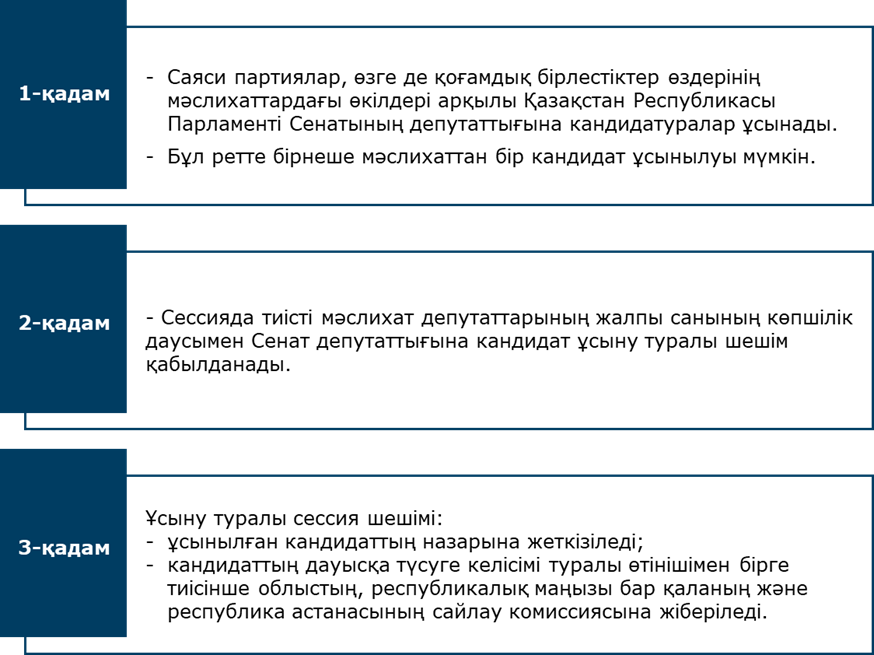 1-қадам
- Саяси партиялар, өзге де қоғамдық бірлестіктер өздерінің
мәслихаттардағы өкілдері арқылы Қазақстан Республикасы
Парламенті Сенатының депутаттығына кандидатуралар ұсынады.
- Бұл ретте бірнеше мәслихаттан бір кандидат ұсынылуы мүмкін.
2-қадам
- Сессияда тиісті мәслихат депутаттарының жалпы санының көпшілік
даусымен Сенат депутаттығына кандидат ұсыну туралы шешім
қабылданады.
3-қадам
Ұсыну туралы сессия шешімі:
- ұсынылған кандидаттың назарына жеткізіледі;
- кандидаттың дауысқа түсуге келісімі туралы өтінішімен бірге
тиісінше облыстың, республикалық маңызы бар қаланың және
республика астанасының сайлау комиссиясына жіберіледі.